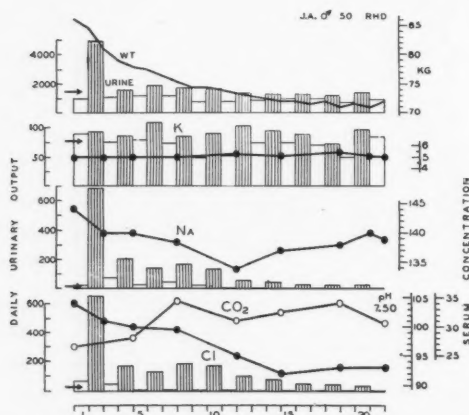 J.A. ♂ 50 RHD
4000
2000
WT
URINE
85
80
75
70
KG
100
50
K
6
5
4
600
400
200
NA
145
140
135
600
400
200
CO2
Cl
pH
7.50
105
100
95
90
35
30
25
DAILY URINARY OUTPUT
SERUM CONCENTRATION
1 5 10 15 20